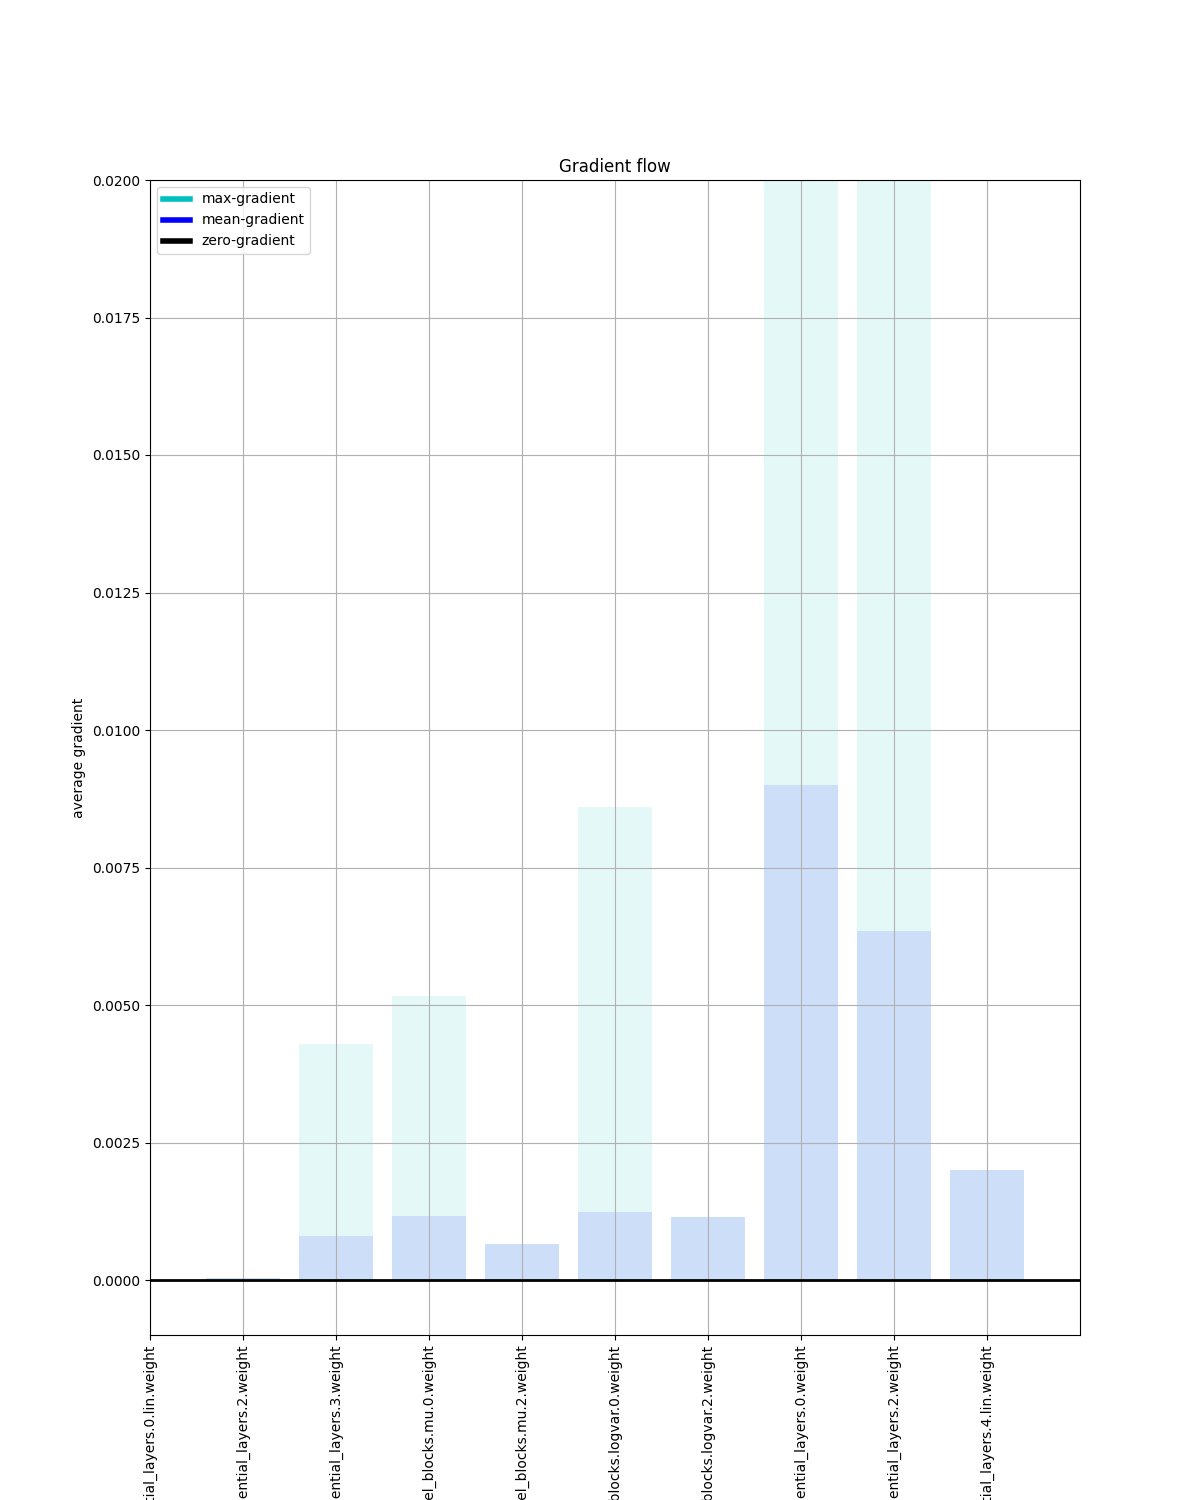 Gradient flow
max-gradient
mean-gradient
zero-gradient
0.0200
0.0175
0.0150
0.0125
0.0100
0.0075
0.0050
0.0025
0.0000
average gradient
tial_layers.0.lin.weight
ential_layers.2.weight
ential_layers.3.weight
el_blocks.mu.0.weight
el_blocks.mu.2.weight
blocks.logvar.0.weight
blocks.logvar.2.weight
ential_layers.0.weight
ential_layers.2.weight
tial_layers.4.lin.weight